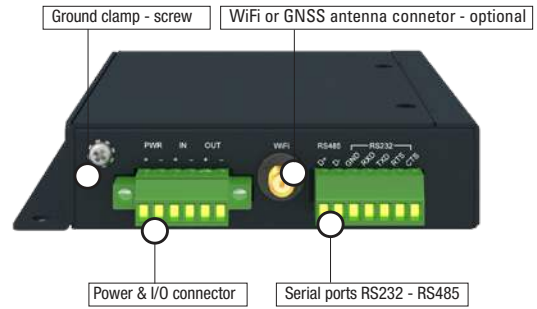 Ground clamp - screw
WiFi or GNSS antenna connetor - optional
PWR IN OUT
+ - + - + -
WiFi
RS485 RS232
D+ D- GND RXD TXD RTS CTS
Power & I/O connector
Serial ports RS232 - RS485